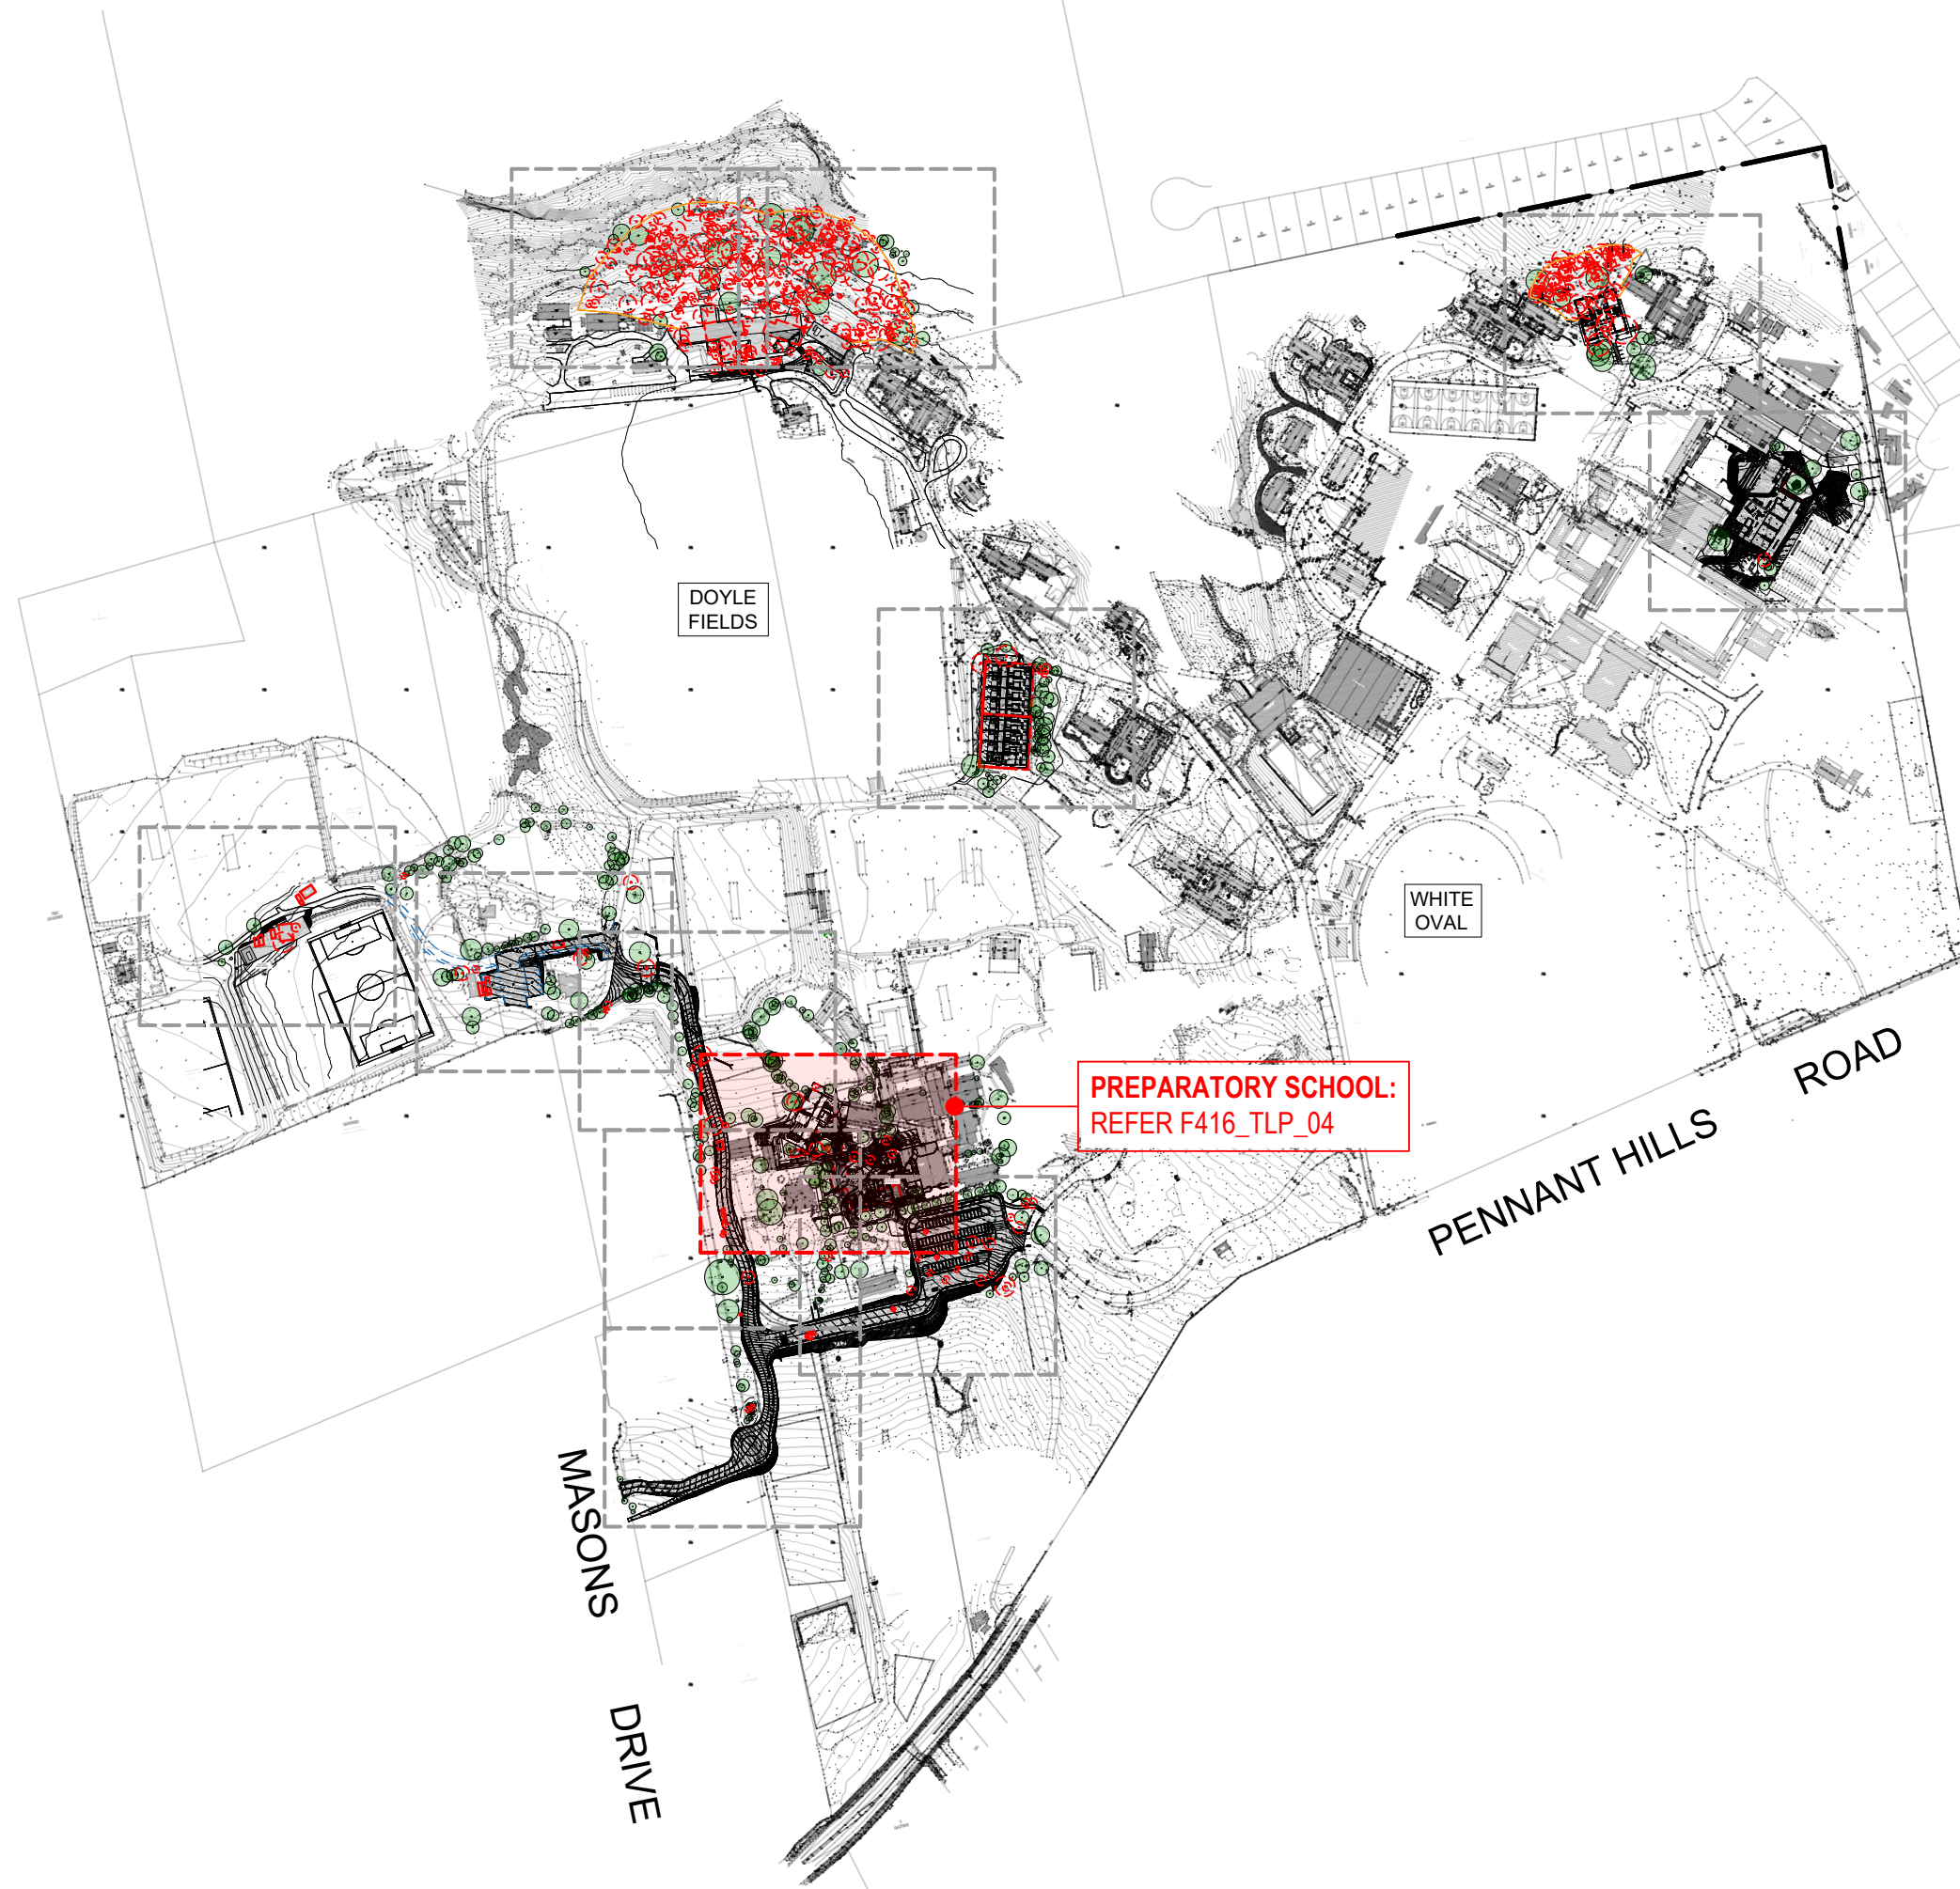 DOYLE
FIELDS
WHITE
OVAL
PREPARATORY SCHOOL:
REFER F416_TLP_04
PENNANT HILLS ROAD
MASONS DRIVE